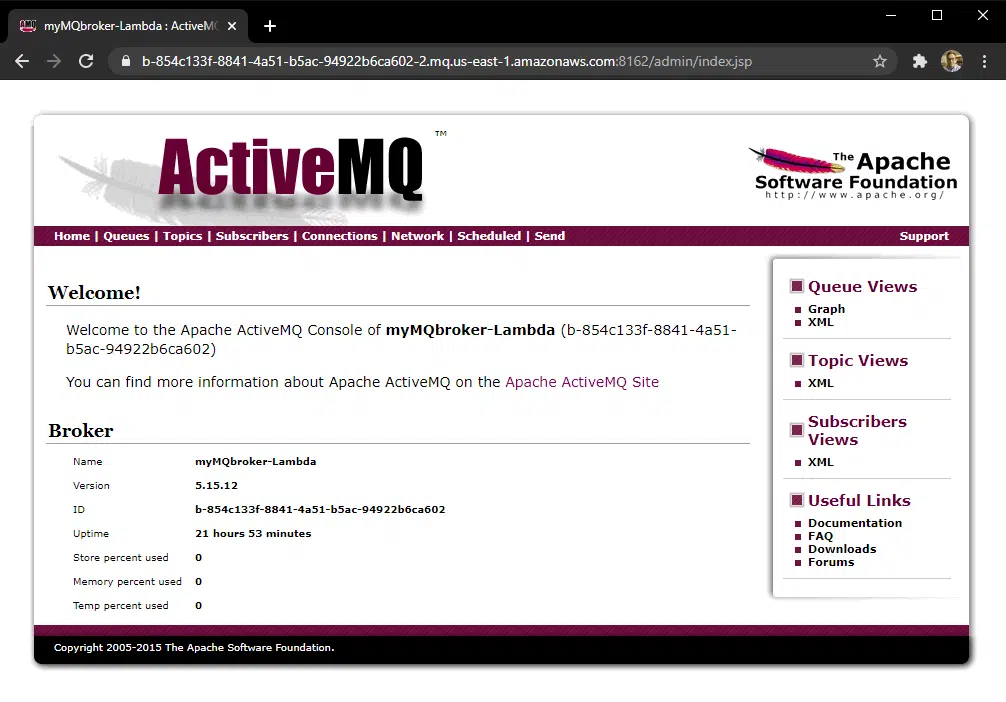 myMQbroker-Lambda : ActiveMQ
b-854c133f-8841-4a51-b5ac-94922b6ca602-2.mq.us-east-1.amazonaws.com:8162/admin/index.jsp
ActiveMQ ™
The Apache
Software Foundation
http://www.apache.org/
Home | Queues | Topics | Subscribers | Connections | Network | Scheduled | Send
Support
Welcome!
Welcome to the Apache ActiveMQ Console of myMQbroker-Lambda (b-854c133f-8841-4a51-
b5ac-94922b6ca602)
You can find more information about Apache ActiveMQ on the Apache ActiveMQ Site
Broker
Name myMQbroker-Lambda
Version 5.15.12
ID b-854c133f-8841-4a51-b5ac-94922b6ca602
Uptime 21 hours 53 minutes
Store percent used 0
Memory percent used 0
Temp percent used 0
Queue Views
Graph
XML
Topic Views
XML
Subscribers
Views
XML
Useful Links
Documentation
FAQ
Downloads
Forums
Copyright 2005-2015 The Apache Software Foundation.